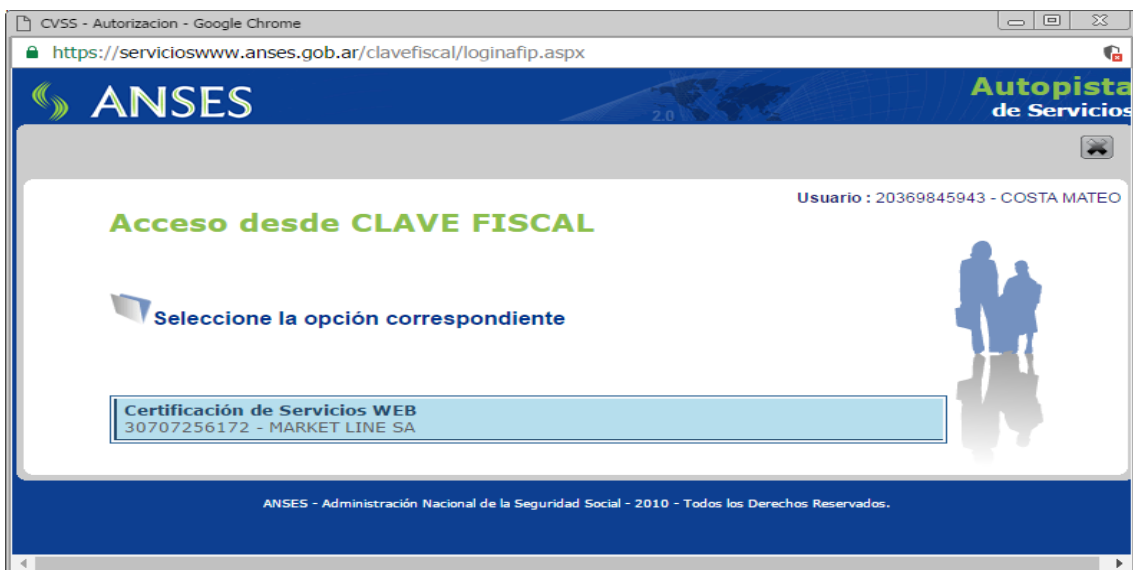 CVSS - Autorizacion - Google Chrome
https://servicioswww.anses.gob.ar/clavefiscal/loginafip.aspx
ANSES
2.0
Autopista
de Servicios
Usuario : 20369845943 - COSTA MATEO
Acceso desde CLAVE FISCAL
Seleccione la opción correspondiente
Certificación de Servicios WEB
30707256172 - MARKET LINE SA
ANSES - Administración Nacional de la Seguridad Social - 2010 - Todos los Derechos Reservados.